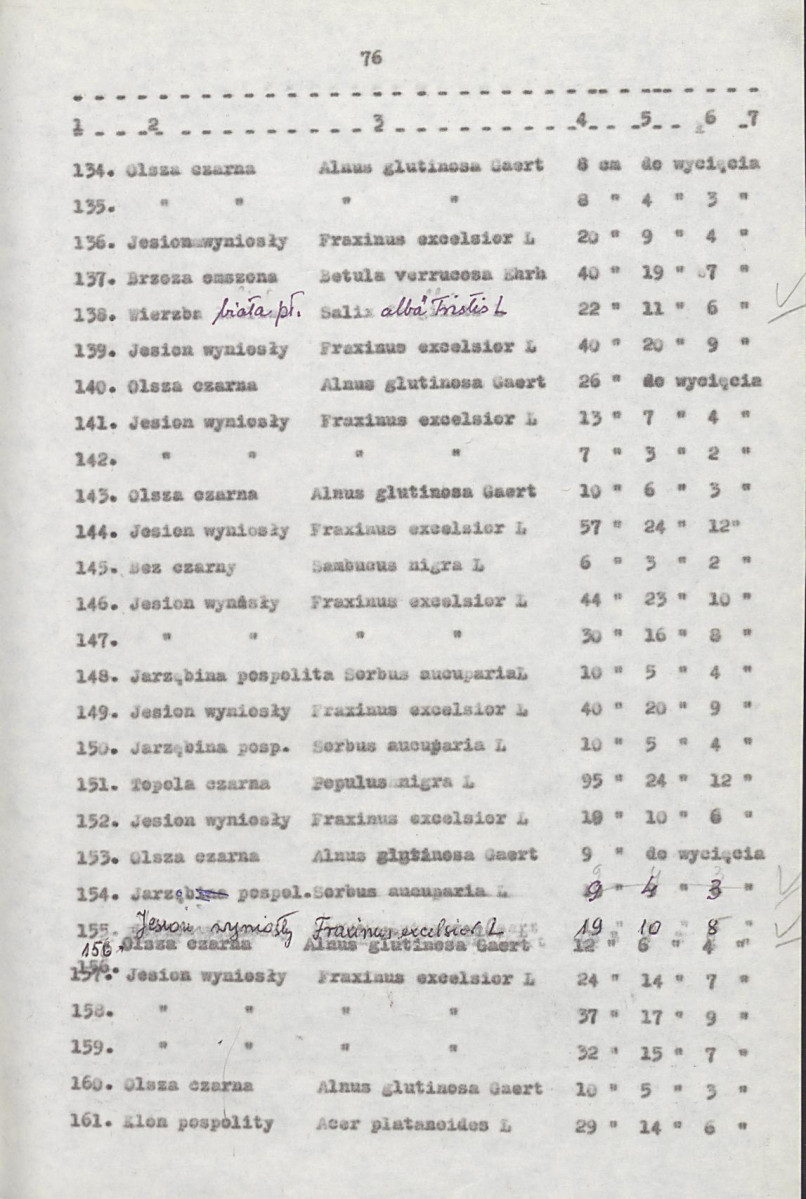 76
1 2 3 4 5 6 7
134. Olsza czarna Alnus glutinosa Gaert 8 cm do wycięcia
135. " " " " 8 " 4 " 3 "
136. Jesion wyniosły Fraxinus excelsior L 20 " 9 " 4 "
137. Brzoza omszona Betula verrucosa Ehrh 40 " 19 " 7 "
138. Wierzba biała pł. Salix alba "Tristis L 22 " 11 " 6 "
139. Jesion wyniosły Fraxinus excelsior L 40 " 20 " 9 "
140. Olsza czarna Alnus glutinosa Gaert 26 " do wycięcia
141. Jesion wyniosły Fraxinus excelsior L 13 " 7 " 4 "
142. " " " " 7 " 3 " 2 "
143. Olsza czarna Alnus glutinosa Gaert 10 " 6 " 3 "
144. Jesion wyniosły Fraxinus excelsior L 57 " 24 " 12"
145. Bez czarny Sambucus nigra L 6 " 3 " 2 "
146. Jesion wynisły Fraxinus excelsior L 44 " 23 " 10 "
147. " " " " 30 " 16 " 8 "
148. Jarzębina pospolita Sorbus aucupariaL 10 " 5 " 4 "
149. Jesion wyniosły Fraxinus excelsior L 40 " 20 " 9 "
150. Jarzębina posp. Sorbus aucuparia L 10 " 5 " 4 "
151. Topola czarna Populus nigra L 95 " 24 " 12 "
152. Jesion wyniosły Fraxinus excelsior L 19 " 10 " 6 "
153. Olsza czarna Alnus glutinosa Gaert 9 " do wycięcia
154. Jarząb pospol.Sorbus aucuparia L 9 " 4 " 3 "
155. Jesion wyniosły Fraxinus excelsior L 19 " 10 " 8 "
156. Olsza czarna Alnus glutinosa Gaert 12 " 6 " 4 "
157. Jesion wyniosły Fraxinus excelsior L 24 " 14 " 7 "
158. " " " " 37 " 17 " 9 "
159. " " " " 32 " 15 " 7 "
160. Olsza czarna Alnus glutinosa Gaert 10 " 5 " 3 "
161. Klon pospolity Acer platanoides L 29 " 14 " 6 "